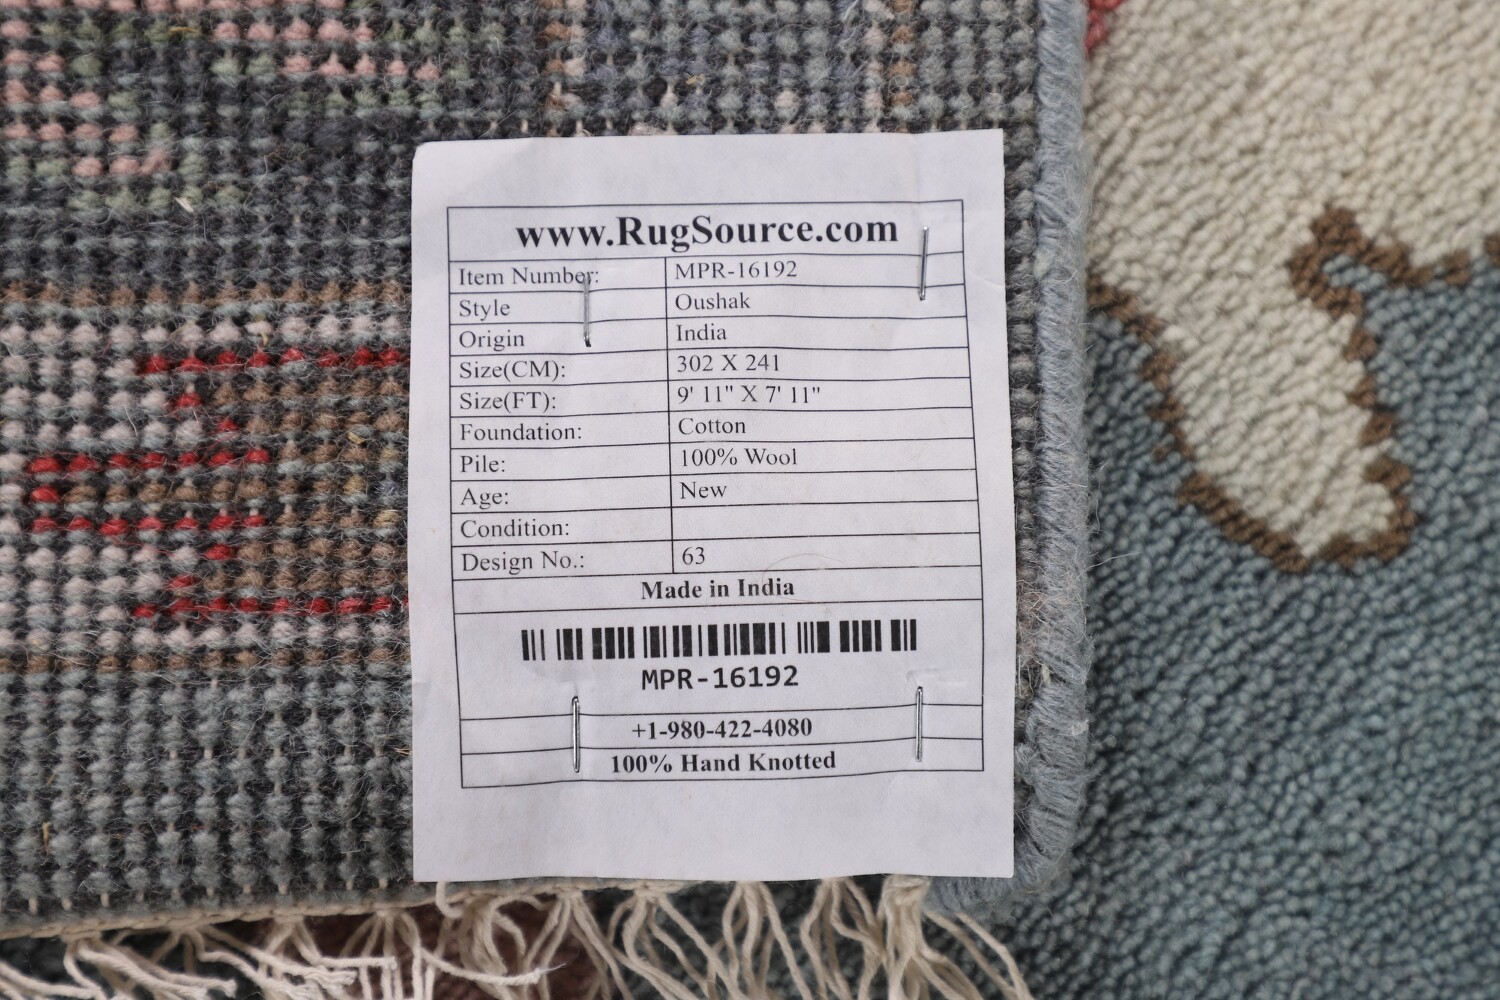 www.RugSource.com
Item Number: MPR-16192
Style Oushak
Origin India
Size(CM): 302 X 241
Size(FT): 9' 11" X 7' 11"
Foundation: Cotton
Pile: 100% Wool
Age: New
Condition:
Design No.: 63
Made in India
MPR-16192
+1-980-422-4080
100% Hand Knotted